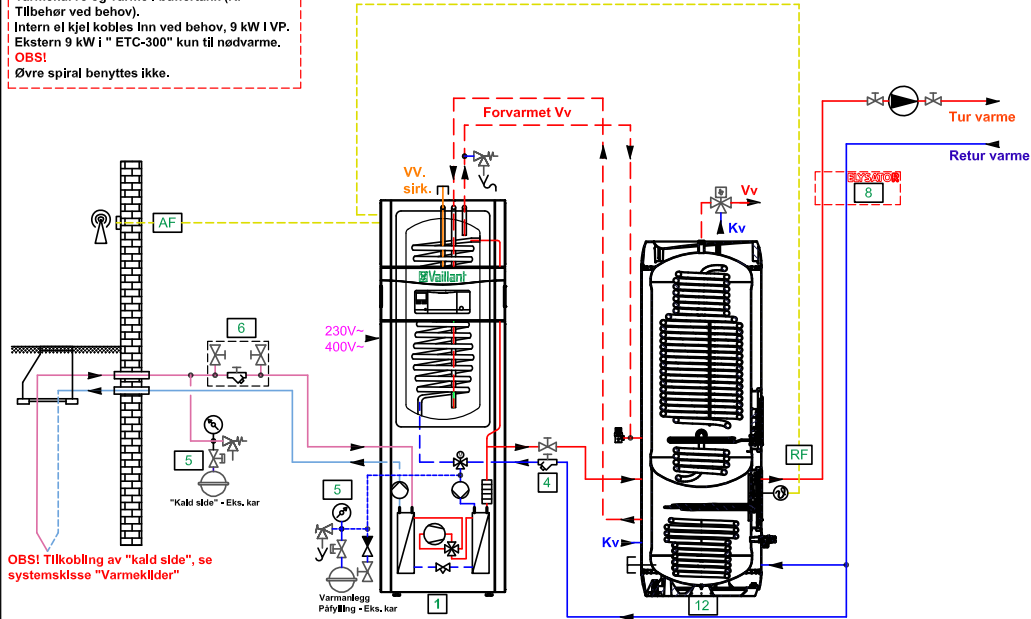 Tilbehør ved behov).
Intern el kjel kobles Inn ved behov, 9 kW i VP.
Ekstern 9 kW i " ETC-300" kun til nødvarme.
OBS!
Øvre spiral benyttes ikke.
Forvarmet Vv
Tur varme
Retur varme
ELYSATOR
8
VV.
sirk.
Vv
Kv
AF
Vaillant
6
230V~
400V~
RF
5
"Kald side" - Eks. kar
4
5
Kv
OBS! Tilkobling av "kald side", se
systemskisse "Varmekilder"
Varmanlegg
Påfylling - Eks. kar
1
12